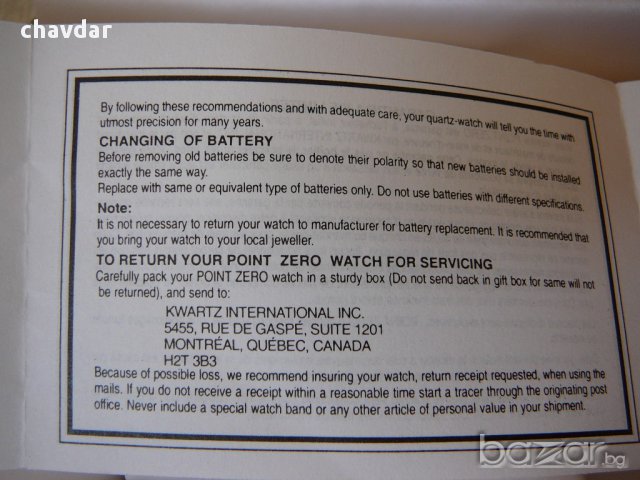 chavdar
By following these recommendations and with adequate care, your quartz-watch will tell you the time with
utmost precision for many years.
CHANGING OF BATTERY
Before removing old batteries be sure to denote their polarity so that new batteries should be installed
exactly the same way.
Replace with same or equivalent type of batteries only. Do not use batteries with different specifications.
Note:
It is not necessary to return your watch to manufacturer for battery replacement. It is recommended that
you bring your watch to your local jeweller.
TO RETURN YOUR POINT ZERO WATCH FOR SERVICING
Carefully pack your POINT ZERO watch in a sturdy box (Do not send back in gift box for same will not
be returned), and send to:
KWARTZ INTERNATIONAL INC.
5455, RUE DE GASPÉ, SUITE 1201
MONTRÉAL, QUÉBEC, CANADA
H2T 3B3
Because of possible loss, we recommend insuring your watch, return receipt requested, when using the
mails. If you do not receive a receipt within a reasonable time start a tracer through the originating post
office. Never include a special watch band or any other article of personal value in your shipment.
bazar.bg